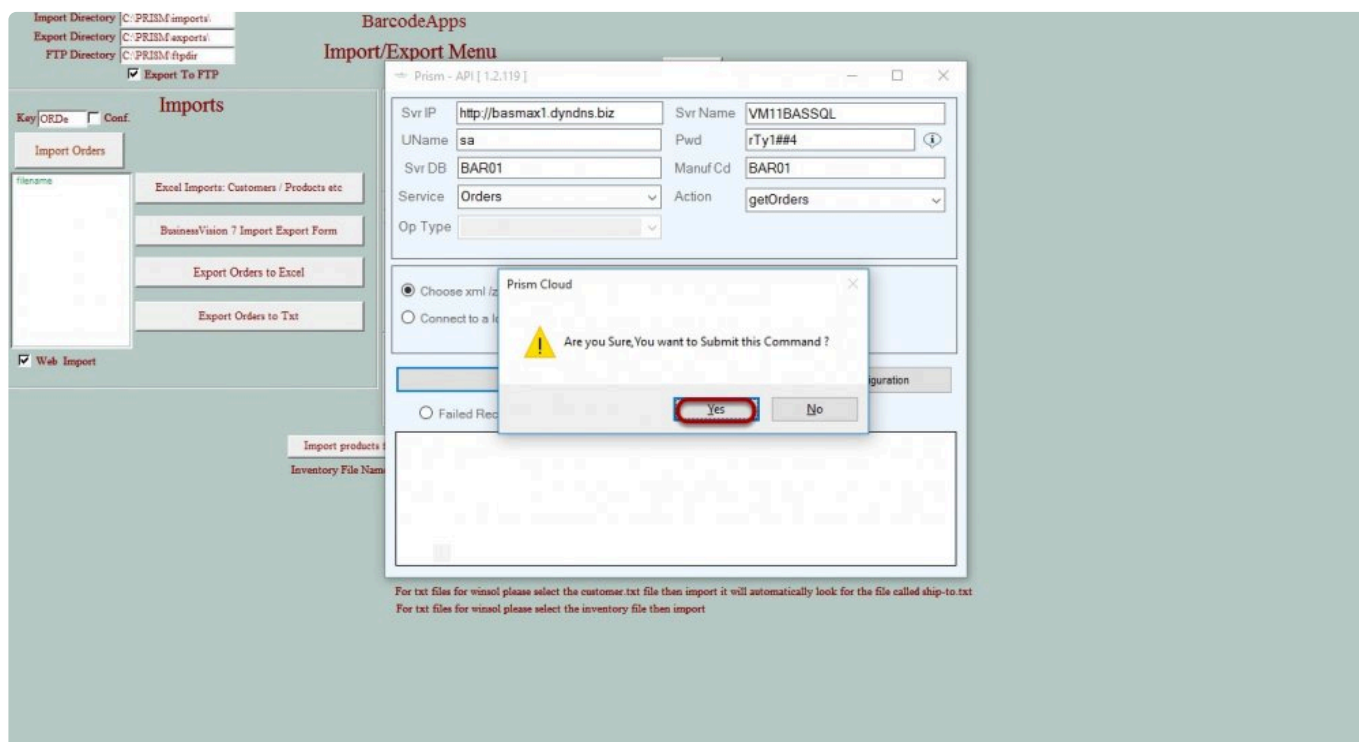 Import Directory C:\PRISM\imports\
BarcodeApps
Export Directory C:\PRISM\exports\
FTP Directory C:\PRISM\ftpdir
Import/Export Menu
Export To FTP
Imports
Key ORDe Conf.
Import Orders
filename
Excel Imports: Customers / Products etc
BusinessVision 7 Import Export Form
Export Orders to Excel
Export Orders to Txt
Web Import
Import products
Inventory File Nam
Prism - API [ 1.2.119 ]
Svr IP http://basmax1.dyndns.biz Svr Name VM11BASSQL
UName sa Pwd rTy1##4
Svr DB BAR01 Manuf Cd BAR01
Service Orders Action getOrders
Op Type
Choose xml /z
Connect to a lo
iguration
Failed Rec
Prism Cloud
Are you Sure,You want to Submit this Command ?
Yes No
For txt files for winsol please select the customer.txt file then import it will automatically look for the file called ship-to.txt
For txt files for winsol please select the inventory file then import